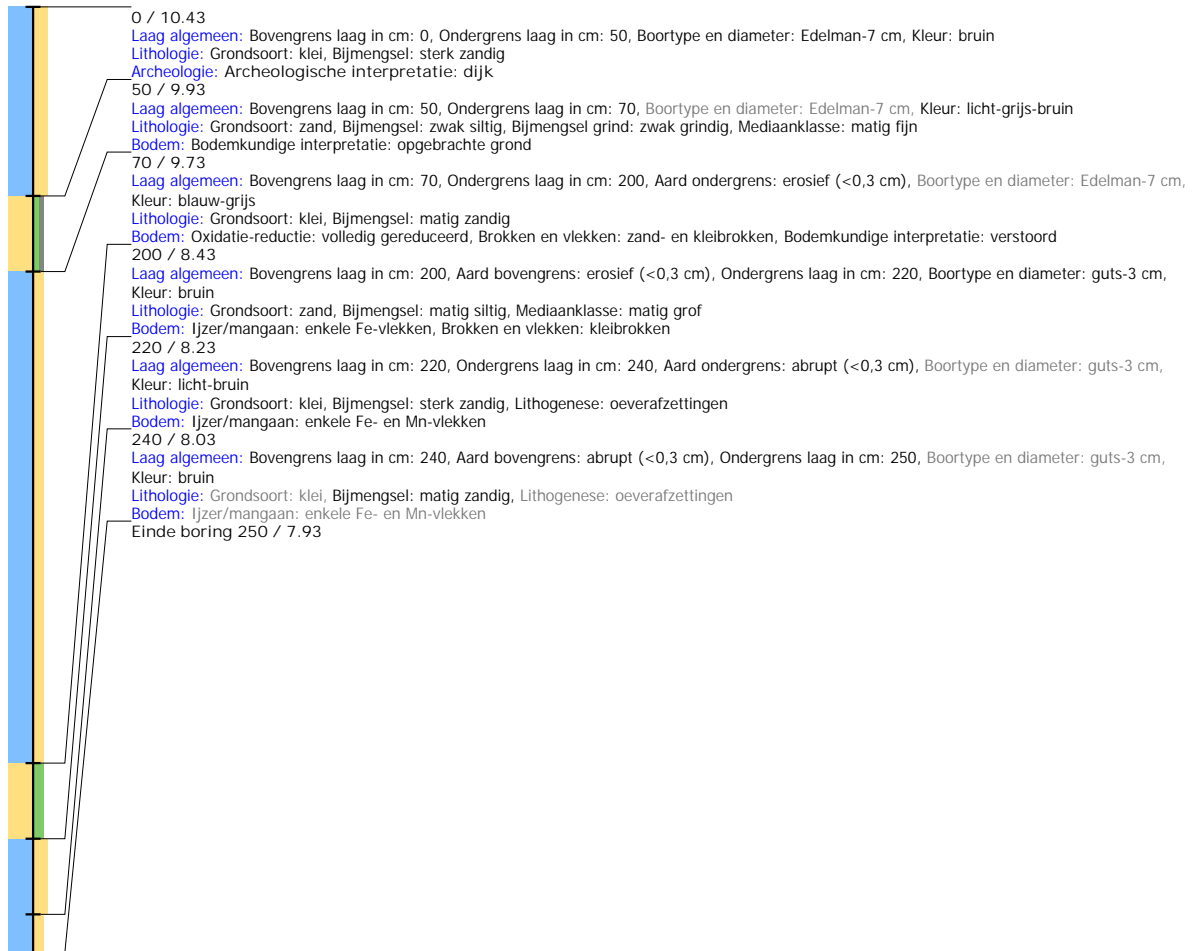 0 / 10.43
Laag algemeen: Bovengrens laag in cm: 0, Ondergrens laag in cm: 50, Boortype en diameter: Edelman-7 cm, Kleur: bruin
Lithologie: Grondsoort: klei, Bijmengsel: sterk zandig
Archeologie: Archeologische interpretatie: dijk
50 / 9.93
Laag algemeen: Bovengrens laag in cm: 50, Ondergrens laag in cm: 70, Boortype en diameter: Edelman-7 cm, Kleur: licht-grijs-bruin
Lithologie: Grondsoort: zand, Bijmengsel: zwak siltig, Bijmengsel grind: zwak grindig, Mediaanklasse: matig fijn
Bodem: Bodemkundige interpretatie: opgebrachte grond
70 / 9.73
Laag algemeen: Bovengrens laag in cm: 70, Ondergrens laag in cm: 200, Aard ondergrens: erosief (<0,3 cm), Boortype en diameter: Edelman-7 cm,
Kleur: blauw-grijs
Lithologie: Grondsoort: klei, Bijmengsel: matig zandig
Bodem: Oxidatie-reductie: volledig gereduceerd, Brokken en vlekken: zand- en kleibrokken, Bodemkundige interpretatie: verstoord
200 / 8.43
Laag algemeen: Bovengrens laag in cm: 200, Aard bovengrens: erosief (<0,3 cm), Ondergrens laag in cm: 220, Boortype en diameter: guts-3 cm,
Kleur: bruin
Lithologie: Grondsoort: zand, Bijmengsel: matig siltig, Mediaanklasse: matig grof
Bodem: Ijzer/mangaan: enkele Fe-vlekken, Brokken en vlekken: kleibrokken
220 / 8.23
Laag algemeen: Bovengrens laag in cm: 220, Ondergrens laag in cm: 240, Aard ondergrens: abrupt (<0,3 cm), Boortype en diameter: guts-3 cm,
Kleur: licht-bruin
Lithologie: Grondsoort: klei, Bijmengsel: sterk zandig, Lithogenese: oeverafzettingen
Bodem: Ijzer/mangaan: enkele Fe- en Mn-vlekken
240 / 8.03
Laag algemeen: Bovengrens laag in cm: 240, Aard bovengrens: abrupt (<0,3 cm), Ondergrens laag in cm: 250, Boortype en diameter: guts-3 cm,
Kleur: bruin
Lithologie: Grondsoort: klei, Bijmengsel: matig zandig, Lithogenese: oeverafzettingen
Bodem: Ijzer/mangaan: enkele Fe- en Mn-vlekken
Einde boring 250 / 7.93